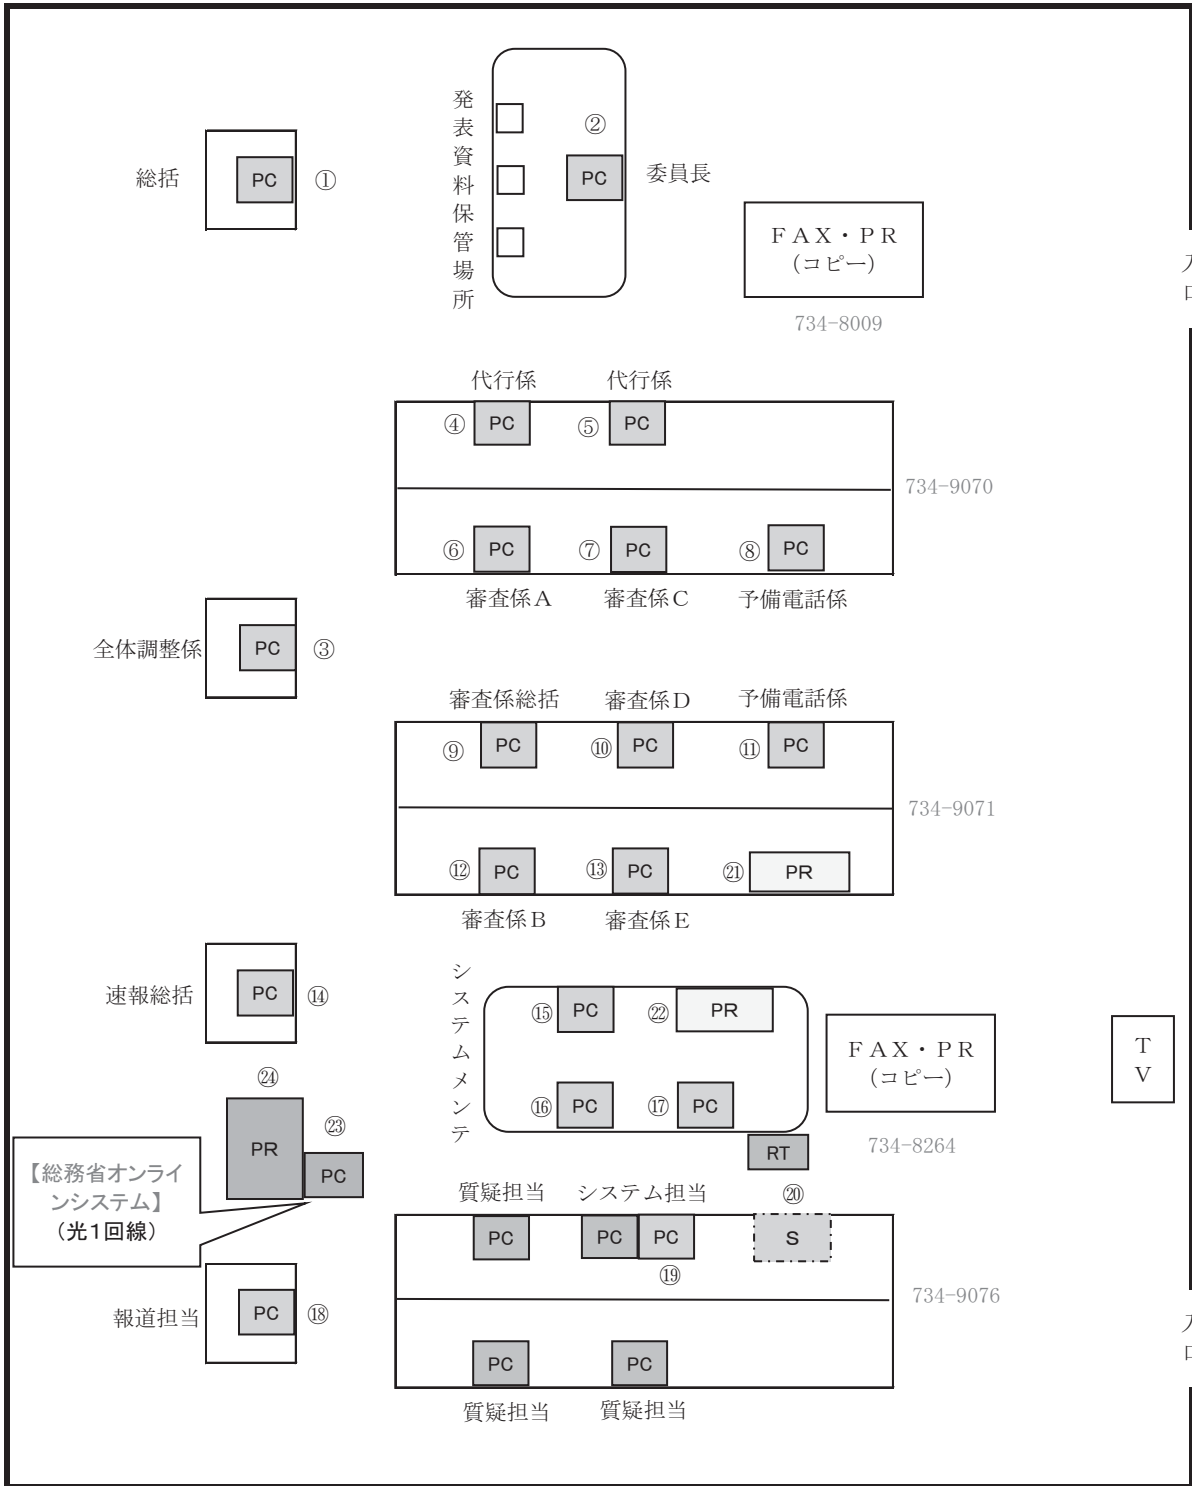 発表資料保管場所
②
PC
委員長
総括
PC
①
FAX・PR
(コピー)
734-8009
代行係
代行係
④
PC
⑤
PC
734-9070
⑥
PC
⑦
PC
⑧
PC
審査係A
審査係C
予備電話係
全体調整係
PC
③
審査係総括
審査係D
予備電話係
⑨
PC
⑩
PC
⑪
PC
734-9071
⑫
PC
⑬
PC
㉑
PR
審査係B
審査係E
速報総括
PC
⑭
システムメンテ
⑮
PC
㉒
PR
⑯
PC
⑰
PC
FAX・PR
(コピー)
734-8264
TV
RT
⑳
㉔
PR
㉓
PC
【総務省オンライ
ンシステム】
(光1回線)
質疑担当
システム担当
PC
PC
PC
⑲
S
734-9076
報道担当
PC
⑱
PC
PC
質疑担当
質疑担当